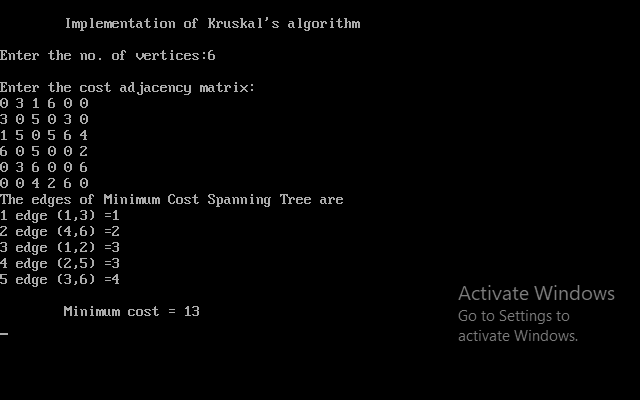 Implementation of Kruskal's algorithm
Enter the no. of vertices:6
Enter the cost adjacency matrix:
0 3 1 6 0 0
3 0 5 0 3 0
1 5 0 5 6 4
6 0 5 0 0 2
0 3 6 0 0 6
0 0 4 2 6 0
The edges of Minimum Cost Spanning Tree are
1 edge (1,3) =1
2 edge (4,6) =2
3 edge (1,2) =3
4 edge (2,5) =3
5 edge (3,6) =4
Minimum cost = 13
Activate Windows
Go to Settings to
activate Windows.